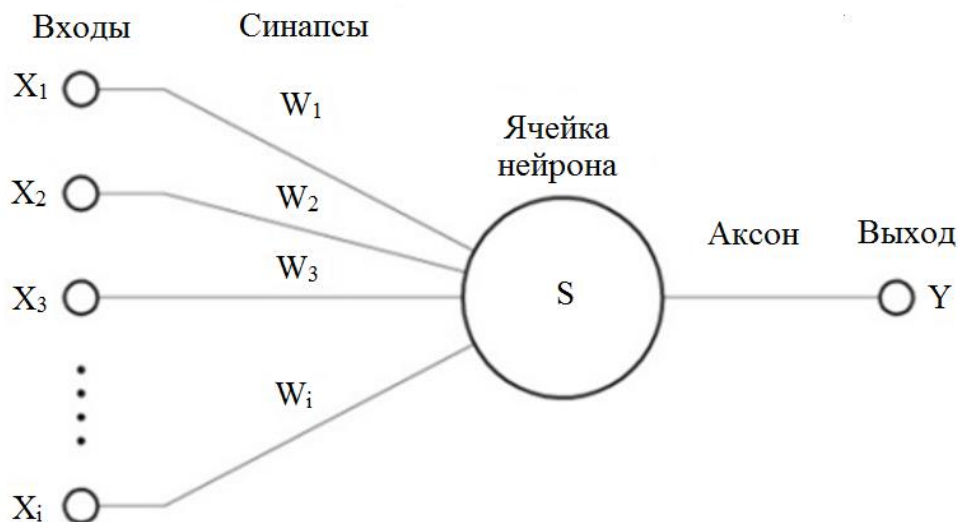 Входы
Синапсы
X₁
W₁
Ячейка
нейрона
X₂
W₂
Аксон
Выход
W₃
X₃
S
Y
Wᵢ
Xᵢ